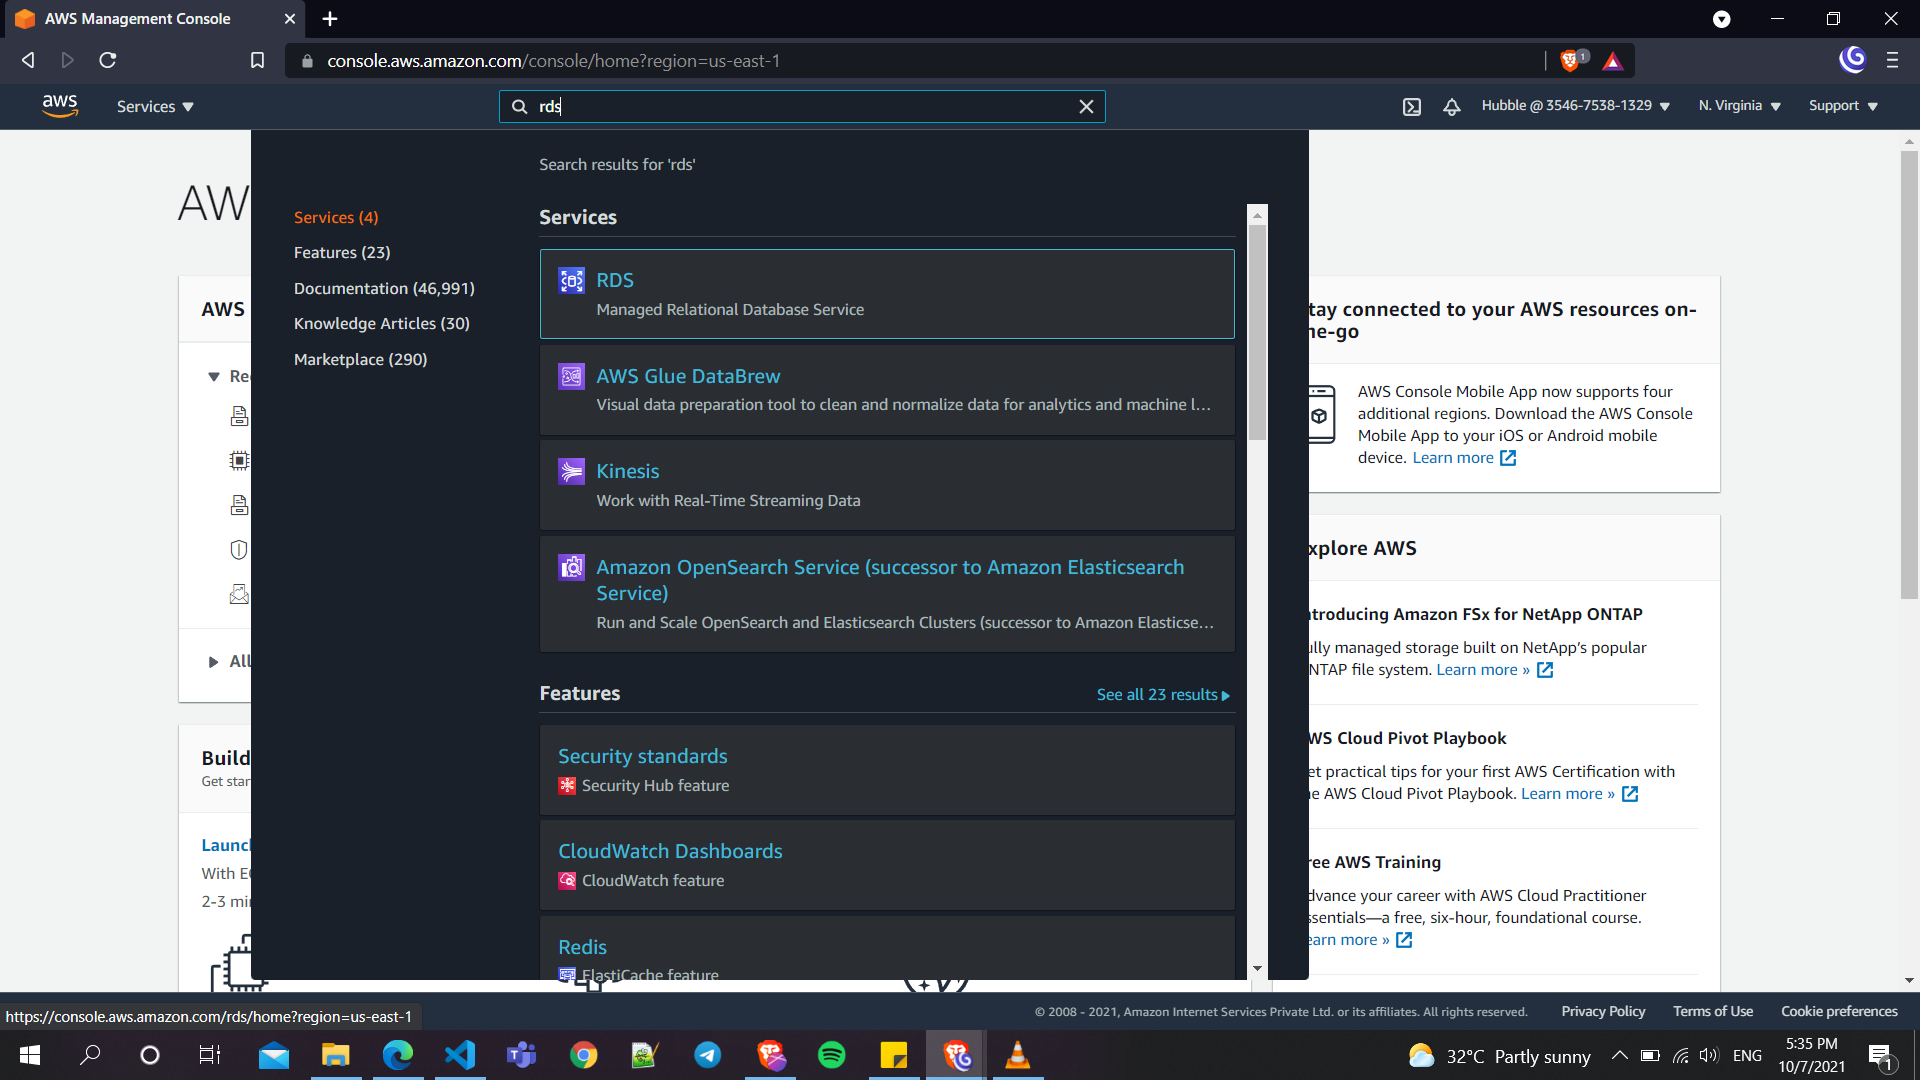 AWS Management Console
console.aws.amazon.com/console/home?region=us-east-1
1
aws
Services
rds
Hubble @ 3546-7538-1329
N. Virginia
Support
Search results for 'rds'
Services (4)
Features (23)
Documentation (46,991)
Knowledge Articles (30)
Marketplace (290)
Services
RDS
Managed Relational Database Service
AWS Glue DataBrew
Visual data preparation tool to clean and normalize data for analytics and machine l...
Kinesis
Work with Real-Time Streaming Data
Amazon OpenSearch Service (successor to Amazon Elasticsearch
Service)
Run and Scale OpenSearch and Elasticsearch Clusters (successor to Amazon Elasticse...
Features
See all 23 results
Security standards
Security Hub feature
CloudWatch Dashboards
CloudWatch feature
Redis
ElastiCache feature
AW
AWS
Re
All
Build
Get star
Launch
With E
2-3 mi
tay connected to your AWS resources on-
he-go
AWS Console Mobile App now supports four
additional regions. Download the AWS Console
Mobile App to your iOS or Android mobile
device. Learn more
xplore AWS
ntroducing Amazon FSx for NetApp ONTAP
ully managed storage built on NetApp's popular
NTAP file system. Learn more »
WS Cloud Pivot Playbook
et practical tips for your first AWS Certification with
he AWS Cloud Pivot Playbook. Learn more »
ree AWS Training
dvance your career with AWS Cloud Practitioner
ssentials—a free, six-hour, foundational course.
earn more »
https://console.aws.amazon.com/rds/home?region=us-east-1
© 2008 - 2021, Amazon Internet Services Private Ltd. or its affiliates. All rights reserved.
Privacy Policy
Terms of Use
Cookie preferences
32°C Partly sunny
ENG
5:35 PM
10/7/2021
1